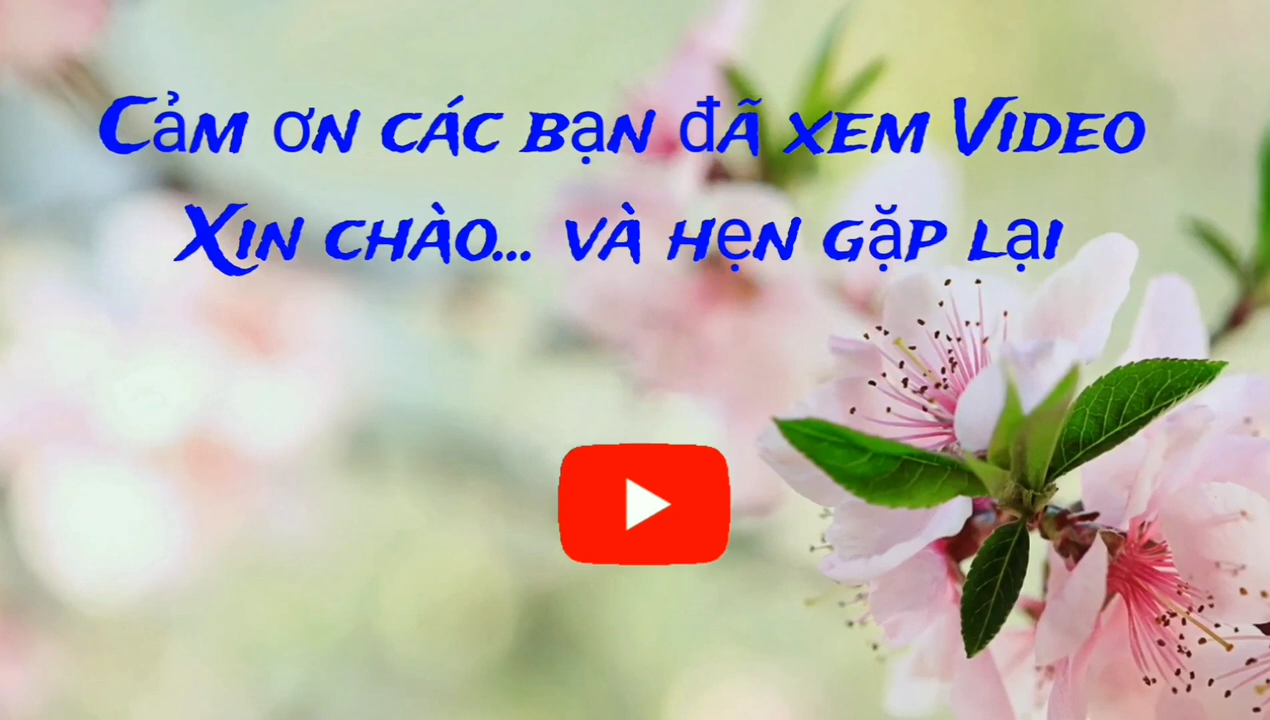 Cảm ơn các bạn đã xem Video
Xin chào... và hẹn gặp lại